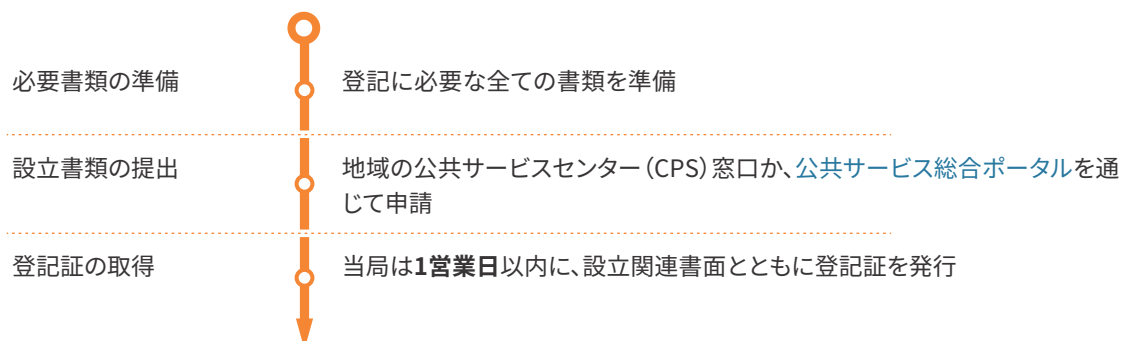 必要書類の準備
登記に必要な全ての書類を準備
設立書類の提出
地域の公共サービスセンター（CPS）窓口か、公共サービス総合ポータルを通
じて申請
登記証の取得
当局は1営業日以内に、設立関連書面とともに登記証を発行